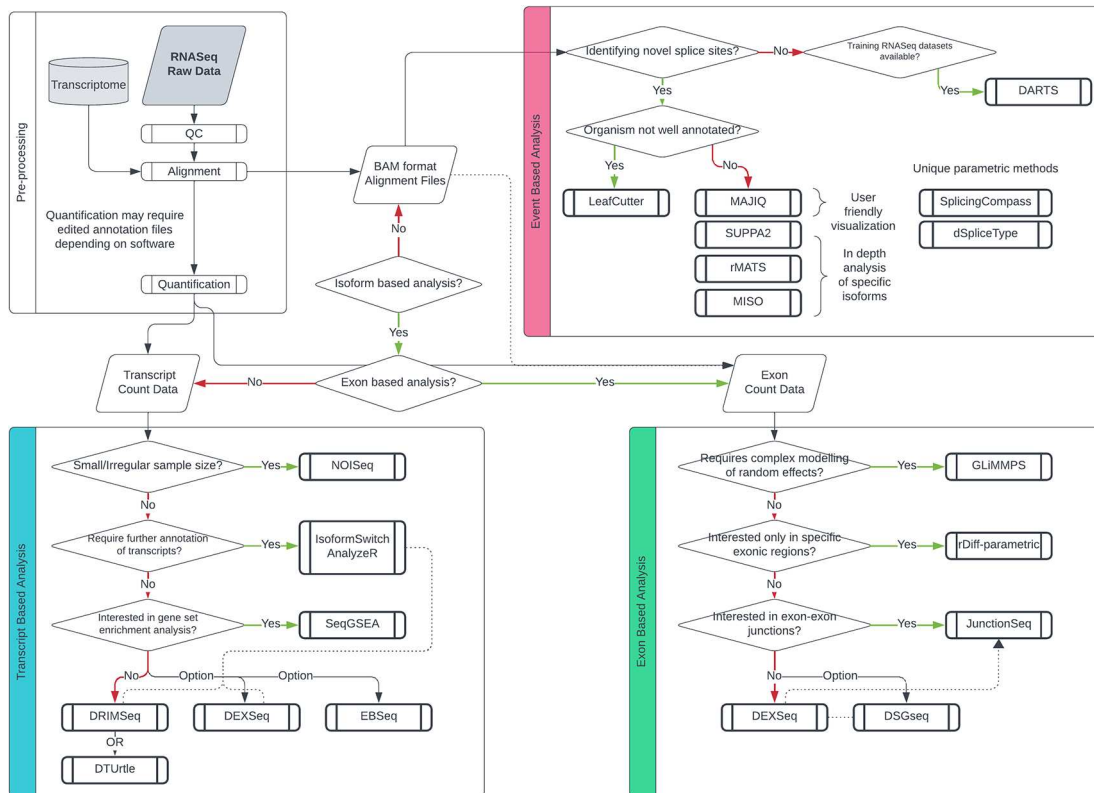 Pre-processing
RNASeq
Raw Data
Transcriptome
QC
Alignment
Quantification may require
edited annotation files
depending on software
Quantification
BAM format
Alignment Files
No
Isoform based analysis?
Yes
Exon based analysis?
No
Yes
Transcript
Count Data
Exon
Count Data
Event Based Analysis
Identifying novel splice sites?
No
Training RNASeq datasets
available?
Yes
DARTS
Yes
Organism not well annotated?
Yes
No
LeafCutter
MAJIQ
SUPPA2
rMATS
MISO
User
friendly
visualization
In depth
analysis
of specific
isoforms
Unique parametric methods
SplicingCompass
dSpliceType
Transcript Based Analysis
Small/Irregular sample size?
Yes
NOISeq
No
Require further annotation
of transcripts?
Yes
IsoformSwitch
AnalyzeR
No
Interested in gene set
enrichment analysis?
Yes
SeqGSEA
No
Option
Option
DRIMSeq
DEXSeq
EBSeq
OR
DTUrtle
Exon Based Analysis
Requires complex modelling
of random effects?
Yes
GLiMMPS
No
Interested only in specific
exonic regions?
Yes
rDiff-parametric
No
Interested in exon-exon
junctions?
Yes
JunctionSeq
No
Option
DEXSeq
DSGseq